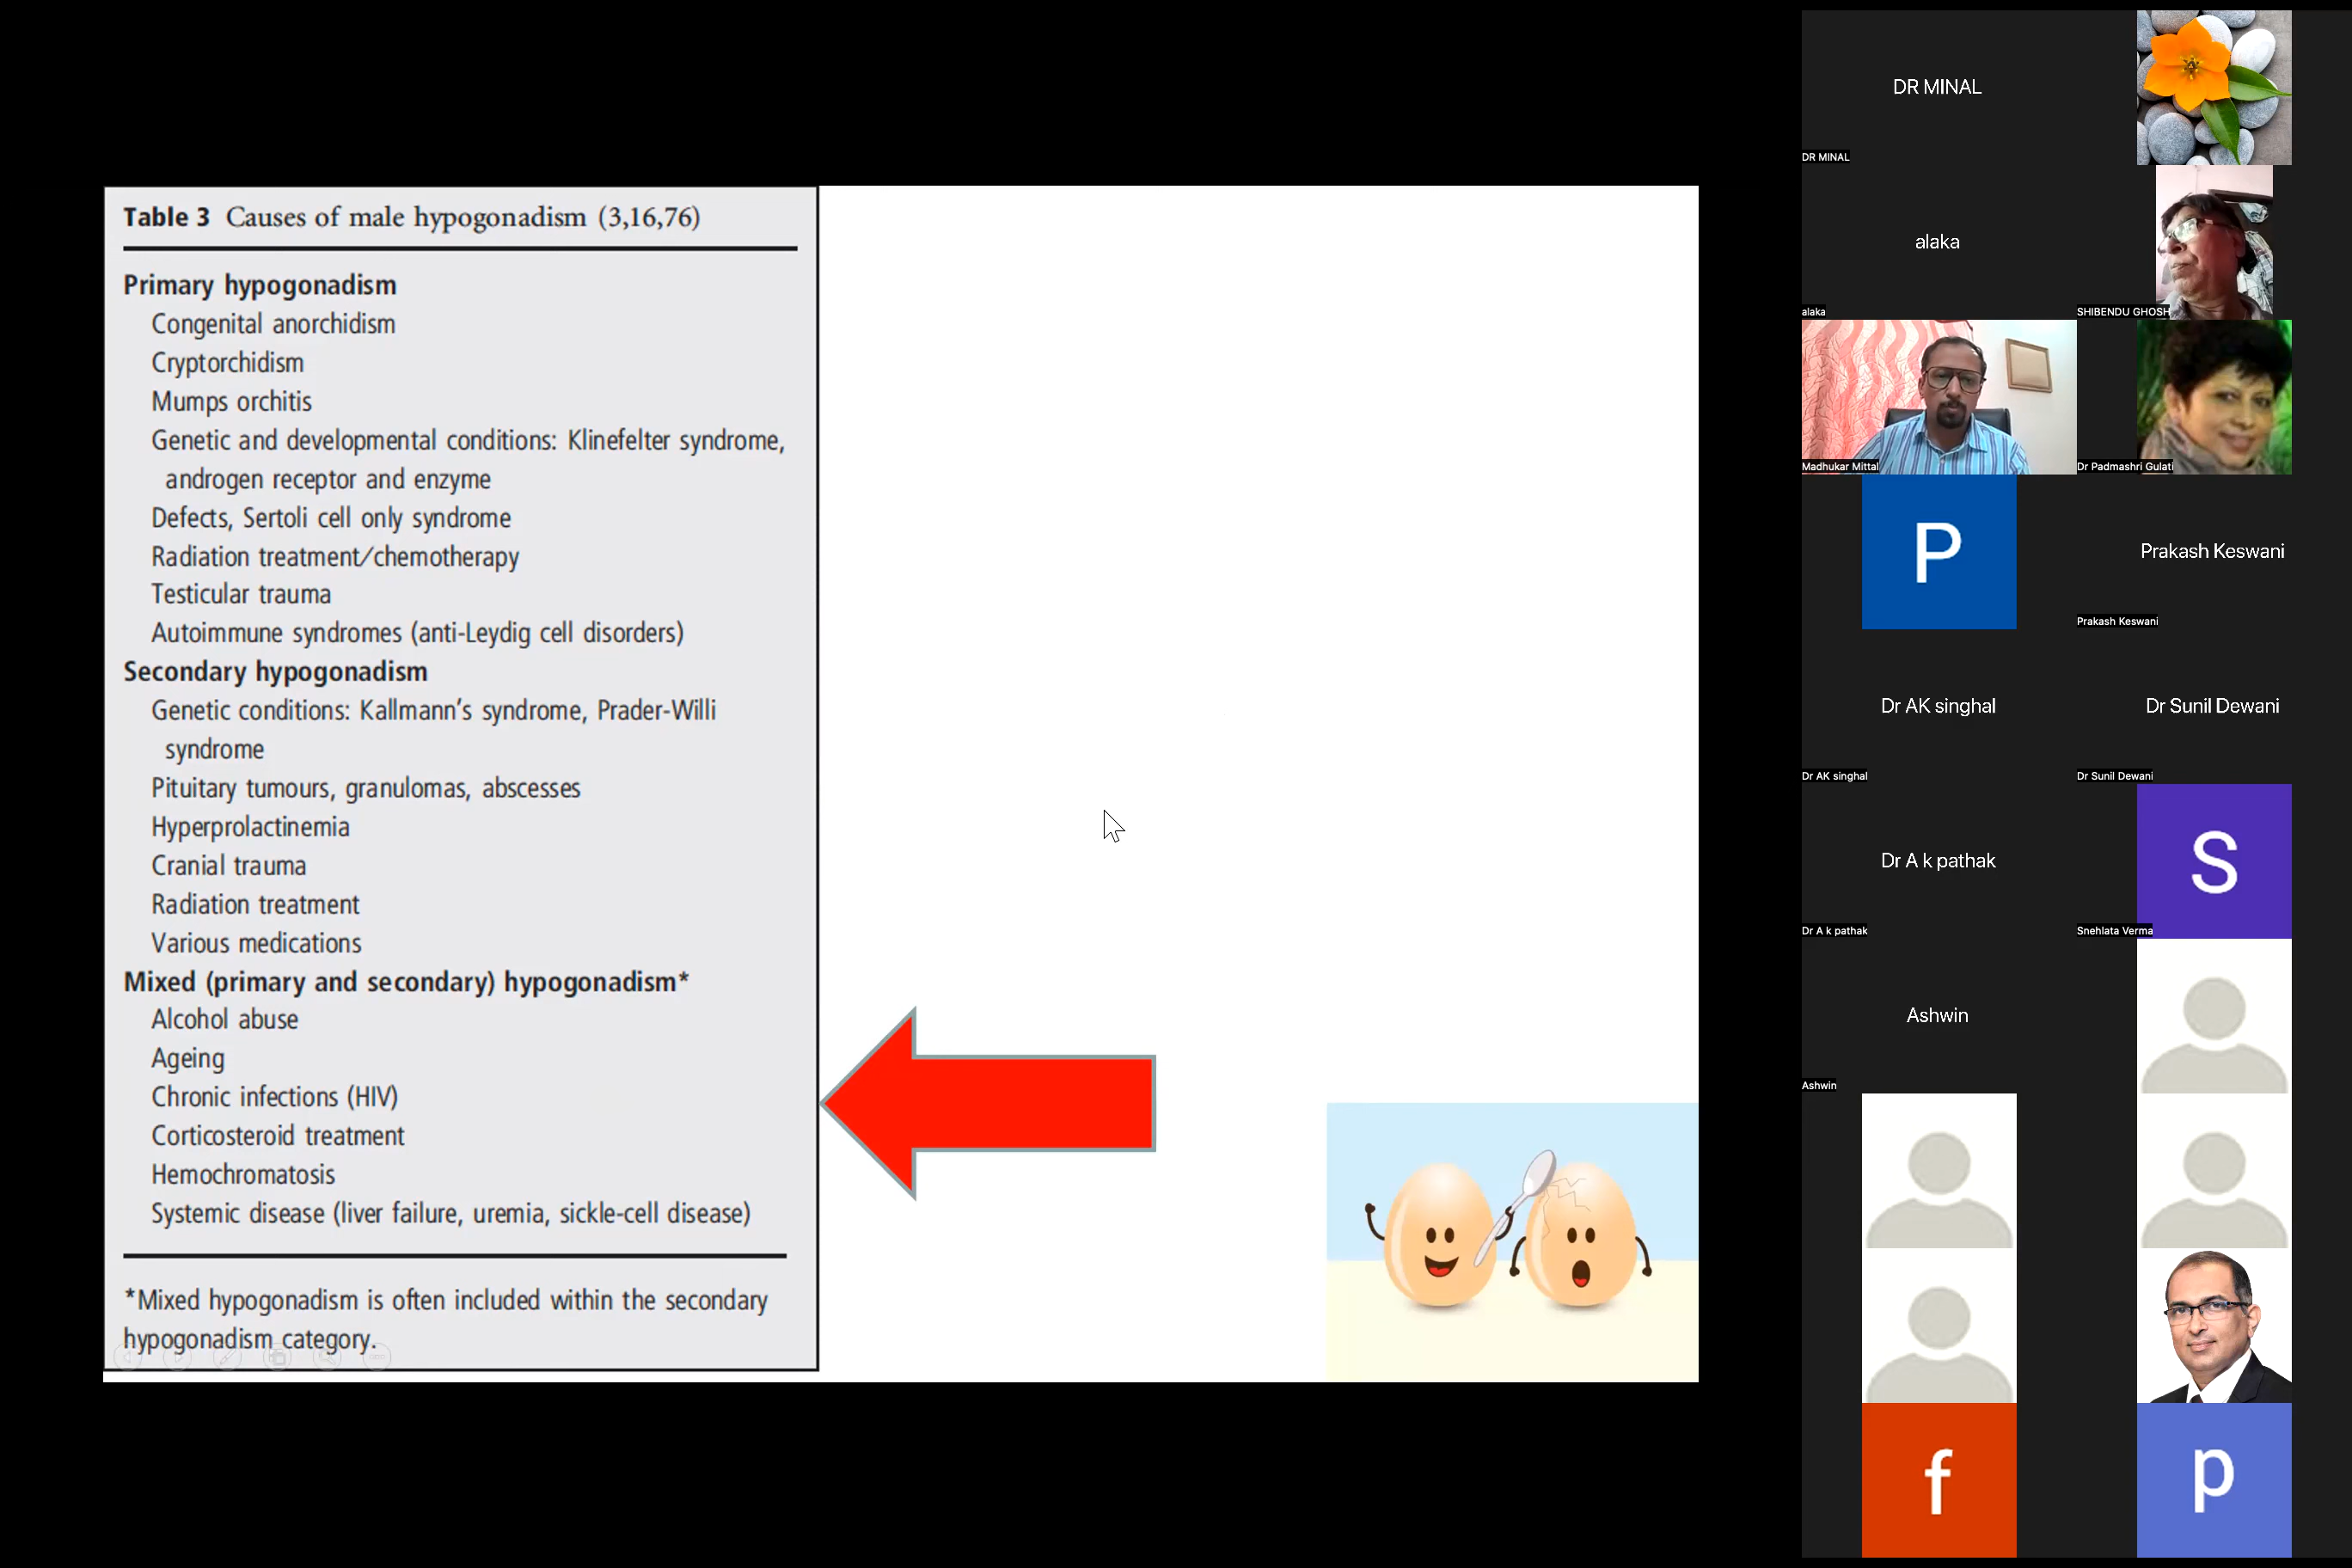 Table 3 Causes of male hypogonadism (3,16,76)
Primary hypogonadism
Congenital anorchidism
Cryptorchidism
Mumps orchitis
Genetic and developmental conditions: Klinefelter syndrome,
androgen receptor and enzyme
Defects, Sertoli cell only syndrome
Radiation treatment/chemotherapy
Testicular trauma
Autoimmune syndromes (anti-Leydig cell disorders)
Secondary hypogonadism
Genetic conditions: Kallmann's syndrome, Prader-Willi
syndrome
Pituitary tumours, granulomas, abscesses
Hyperprolactinemia
Cranial trauma
Radiation treatment
Various medications
Mixed (primary and secondary) hypogonadism*
Alcohol abuse
Ageing
Chronic infections (HIV)
Corticosteroid treatment
Hemochromatosis
Systemic disease (liver failure, uremia, sickle-cell disease)
*Mixed hypogonadism is often included within the secondary
hypogonadism category.
DR MINAL
DR MINAL
alaka
alaka
SHIBENDU GHOSH
Madhukar Mittal
Dr Padmashri Gulati
P
Prakash Keswani
Prakash Keswani
Dr AK singhal
Dr AK singhal
Dr Sunil Dewani
Dr Sunil Dewani
Dr A k pathak
Dr A k pathak
S
Snehlata Verma
Ashwin
Ashwin
f
p